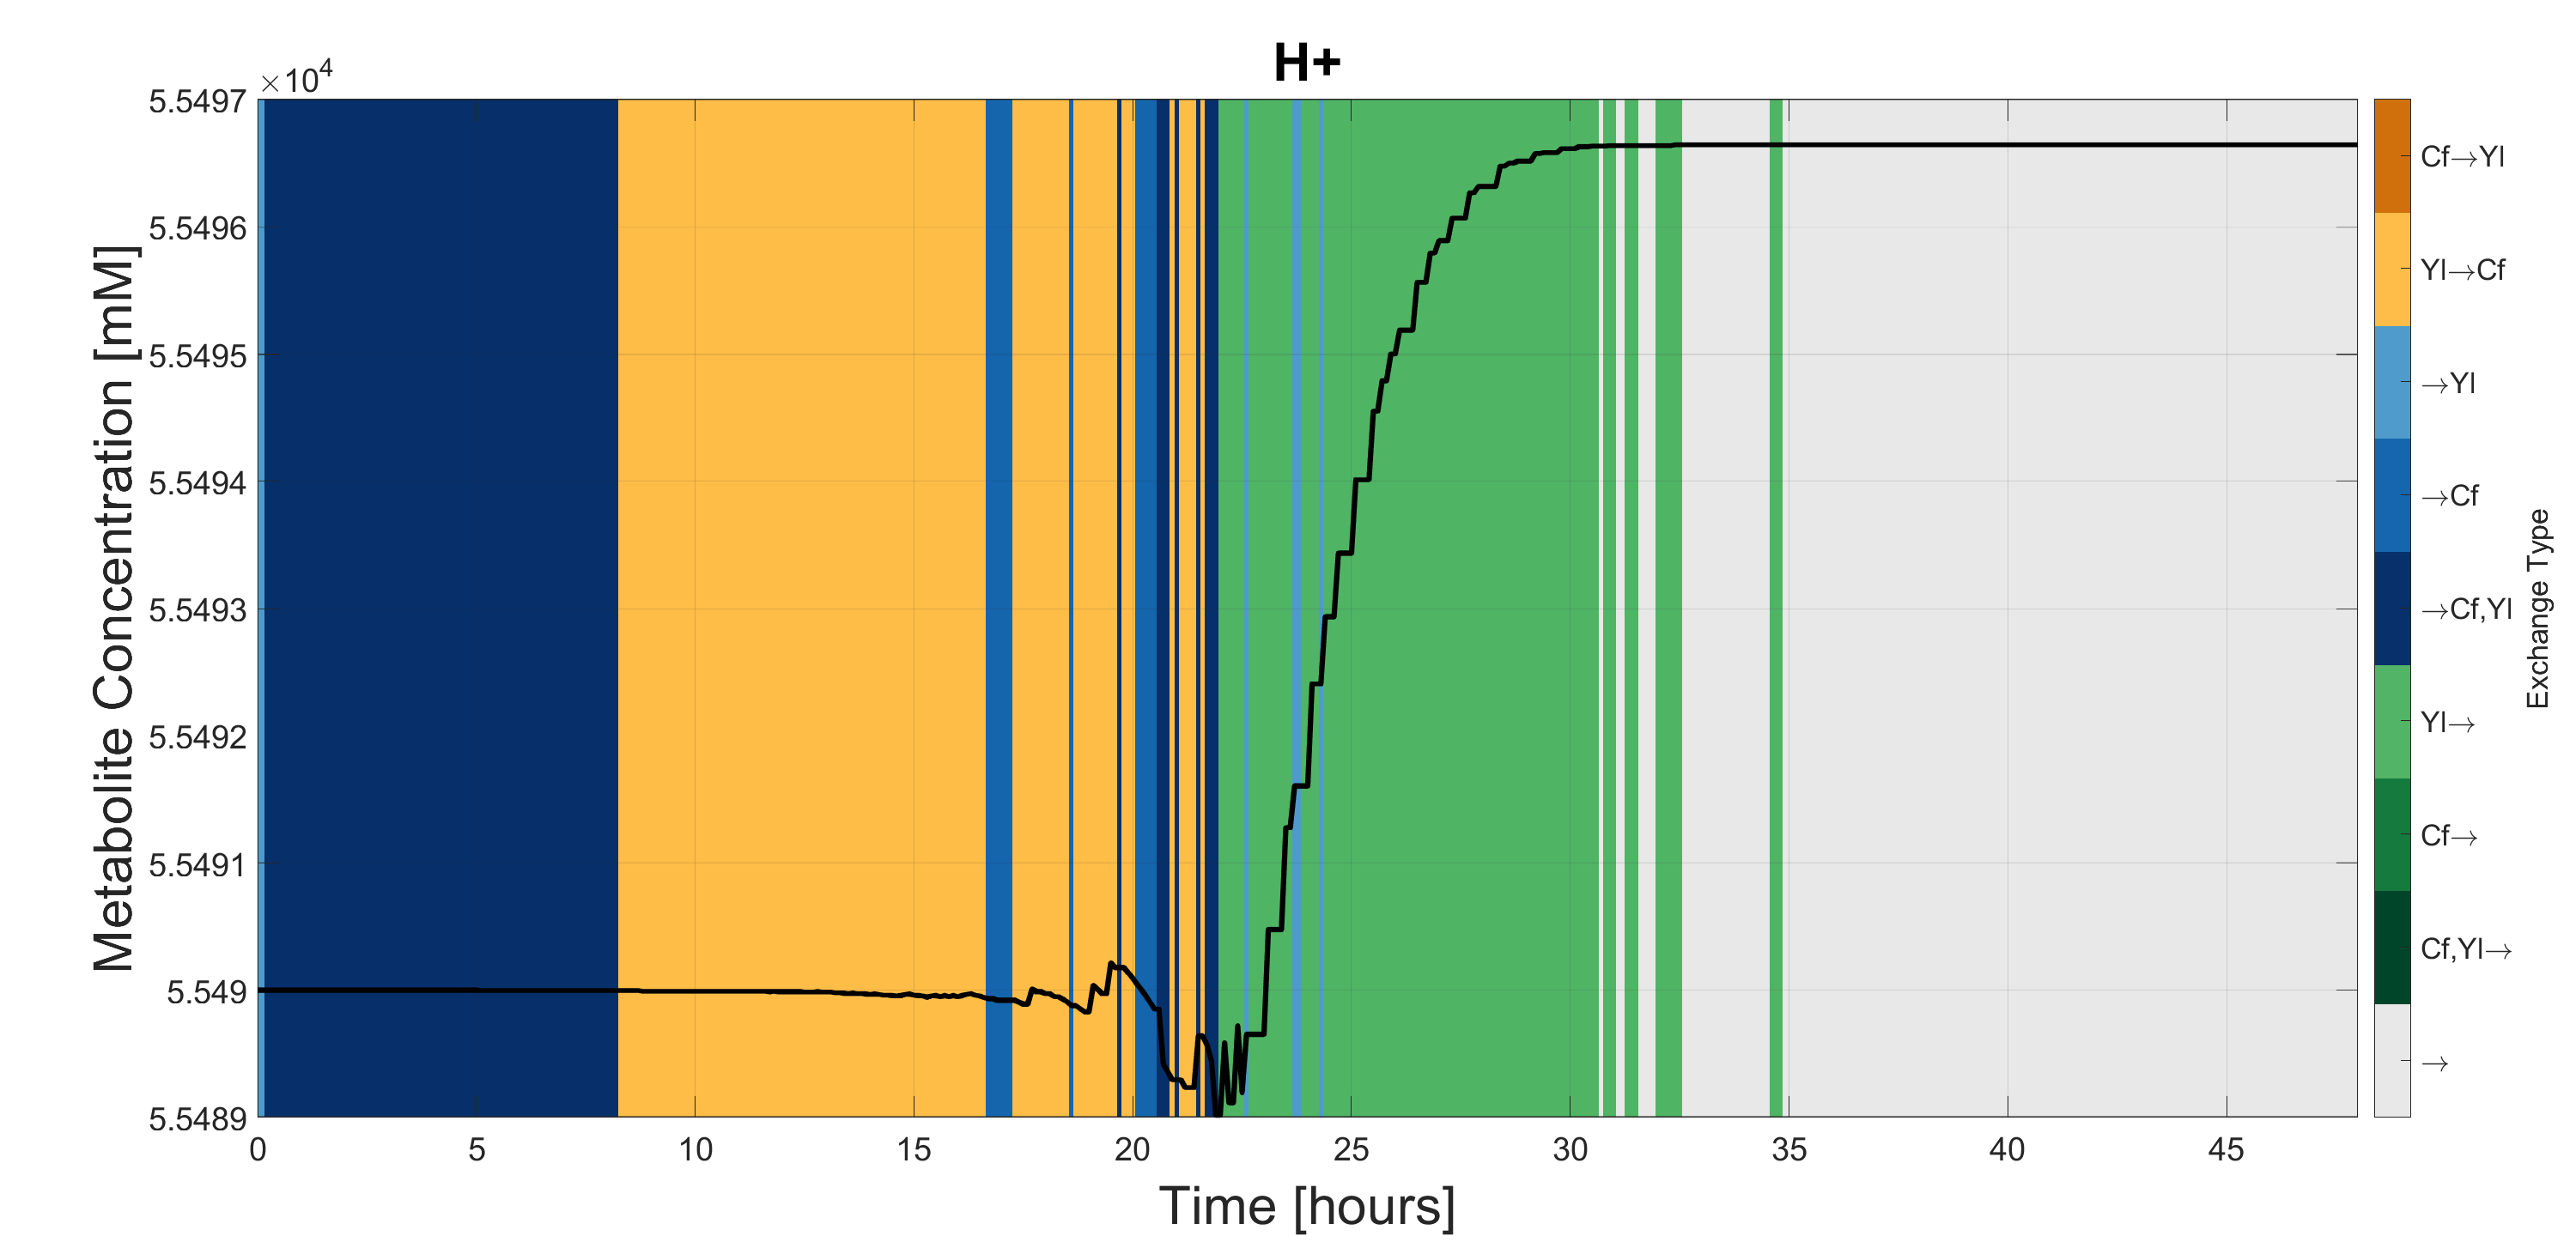 H+
×10⁴
5.5497
5.5496
5.5495
5.5494
5.5493
5.5492
5.5491
5.549
5.5489
Metabolite Concentration [mM]
0 5 10 15 20 25 30 35 40 45
Time [hours]
Cf→Yl
Yl→Cf
→Yl
→Cf
→Cf,Yl
Yl→
Cf→
Cf,Yl→
→
Exchange Type